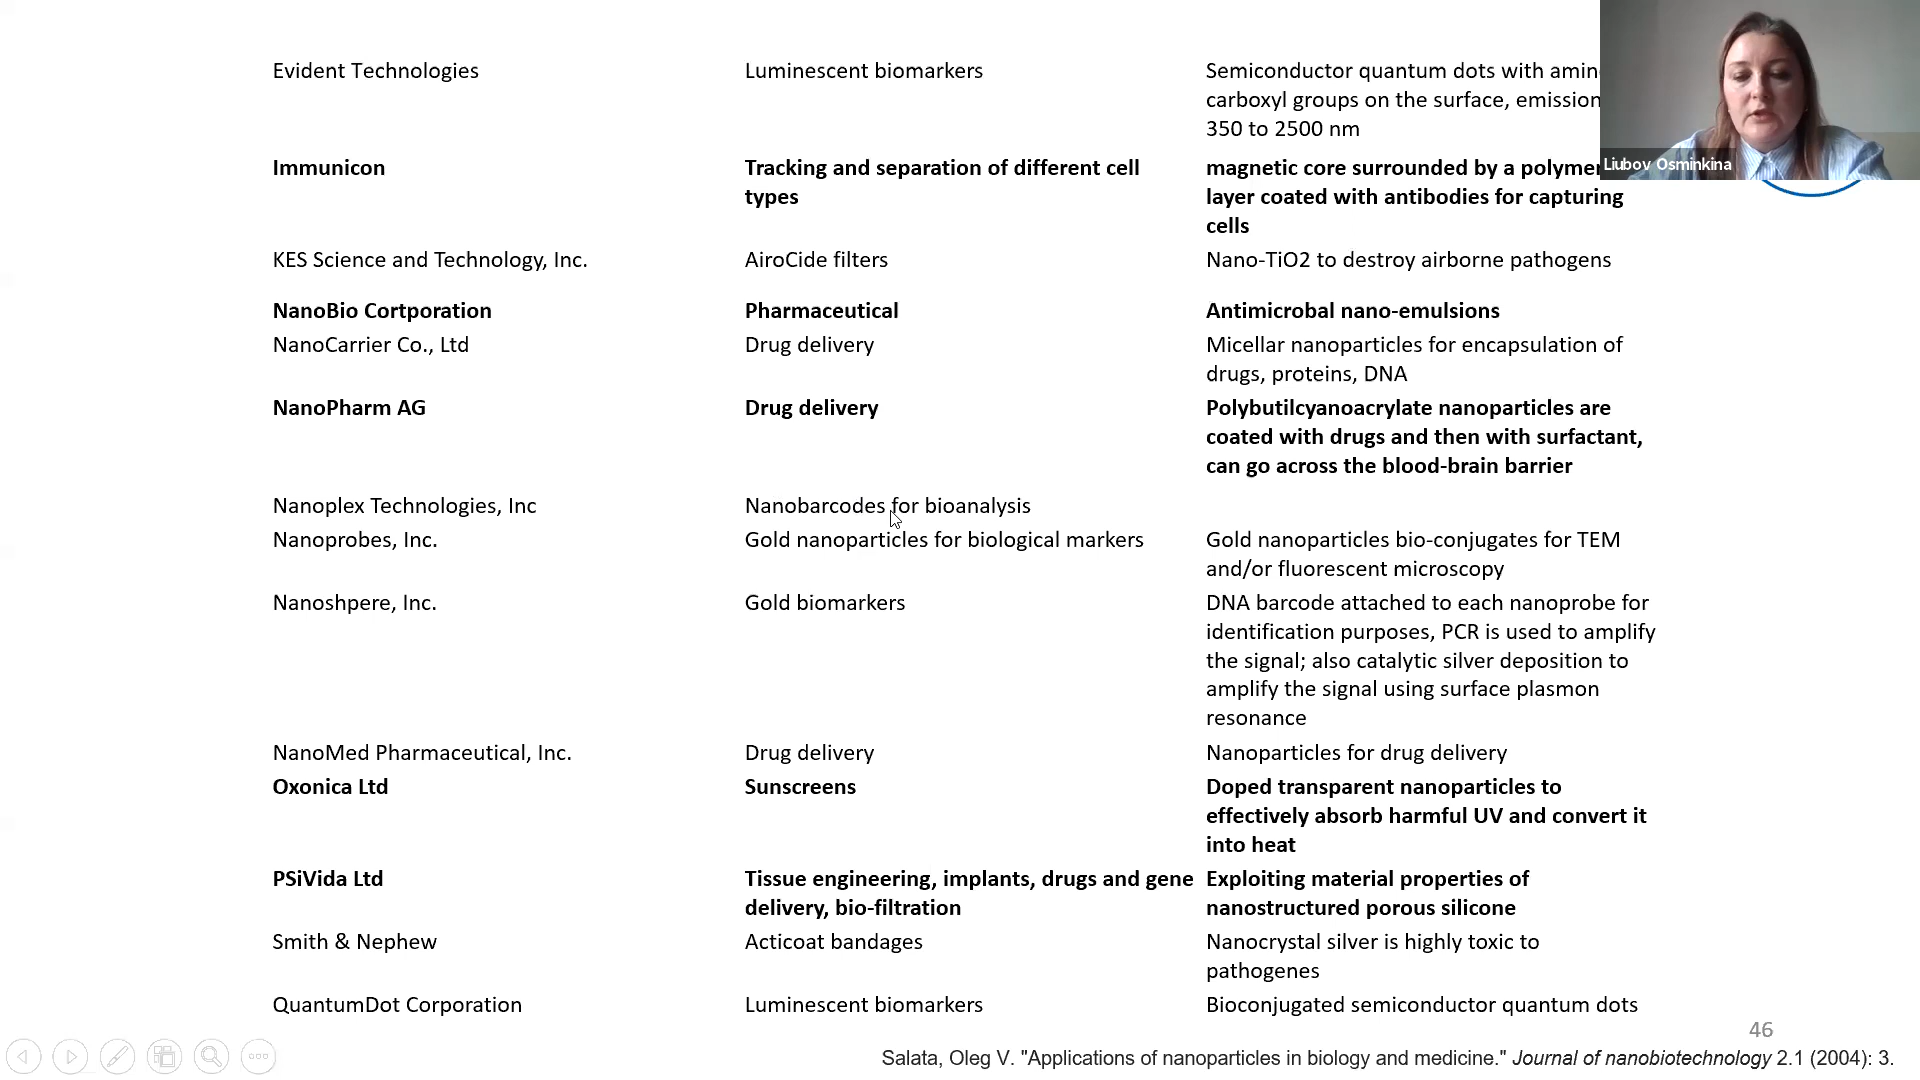 Evident Technologies
Luminescent biomarkers
Semiconductor quantum dots with amin
carboxyl groups on the surface, emission
350 to 2500 nm
Immunicon
Tracking and separation of different cell
types
magnetic core surrounded by a polymer
layer coated with antibodies for capturing
cells
KES Science and Technology, Inc.
AiroCide filters
Nano-TiO2 to destroy airborne pathogens
NanoBio Cortporation
Pharmaceutical
Antimicrobal nano-emulsions
NanoCarrier Co., Ltd
Drug delivery
Micellar nanoparticles for encapsulation of
drugs, proteins, DNA
NanoPharm AG
Drug delivery
Polybutilcyanoacrylate nanoparticles are
coated with drugs and then with surfactant,
can go across the blood-brain barrier
Nanoplex Technologies, Inc
Nanobarcodes for bioanalysis
Nanoprobes, Inc.
Gold nanoparticles for biological markers
Gold nanoparticles bio-conjugates for TEM
and/or fluorescent microscopy
Nanoshpere, Inc.
Gold biomarkers
DNA barcode attached to each nanoprobe for
identification purposes, PCR is used to amplify
the signal; also catalytic silver deposition to
amplify the signal using surface plasmon
resonance
NanoMed Pharmaceutical, Inc.
Drug delivery
Nanoparticles for drug delivery
Oxonica Ltd
Sunscreens
Doped transparent nanoparticles to
effectively absorb harmful UV and convert it
into heat
PSiVida Ltd
Tissue engineering, implants, drugs and gene
delivery, bio-filtration
Exploiting material properties of
nanostructured porous silicone
Smith & Nephew
Acticoat bandages
Nanocrystal silver is highly toxic to
pathogenes
QuantumDot Corporation
Luminescent biomarkers
Bioconjugated semiconductor quantum dots
46
Salata, Oleg V. "Applications of nanoparticles in biology and medicine." Journal of nanobiotechnology 2.1 (2004): 3.
Liubov Osminkina